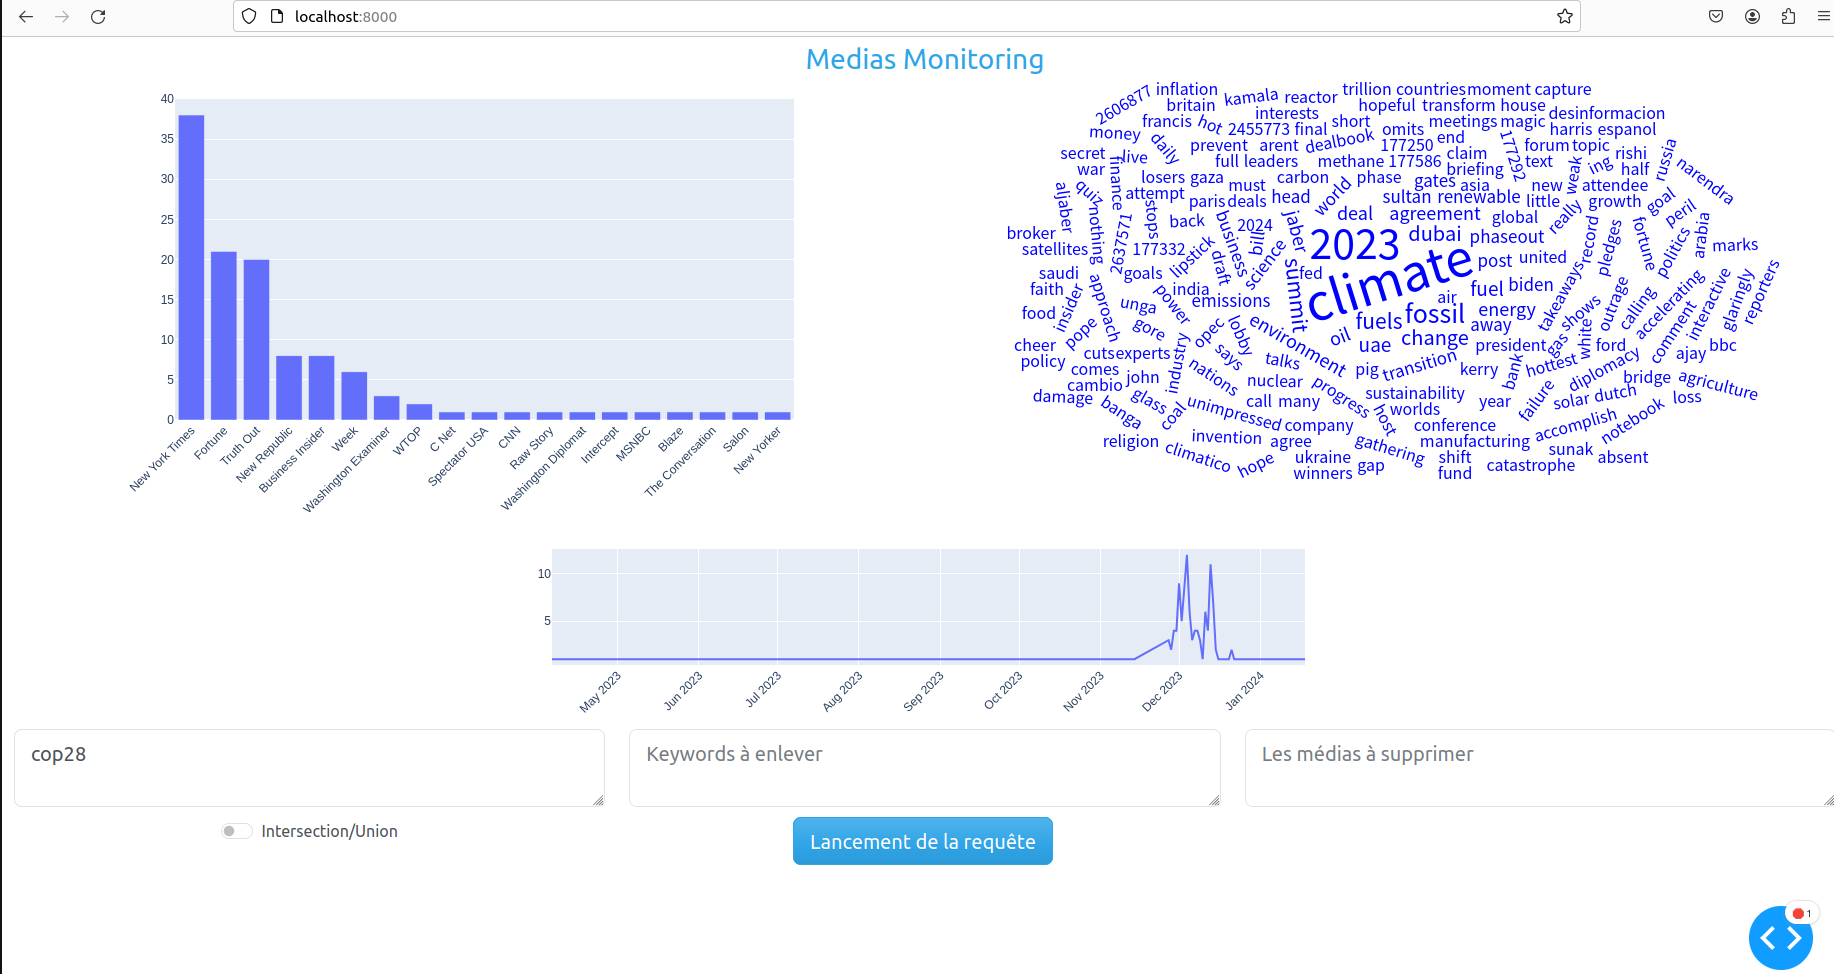 localhost:8000
Medias Monitoring
40
35
30
25
20
15
10
5
0
New York Times
Fortune
Truth Out
New Republic
Business Insider
Week
Washington Examiner
WTOP
C Net
Spectator USA
CNN
Raw Story
Washington Diplomat
Intercept
MSNBC
Blaze
The Conversation
Salon
New Yorker
2606877 inflation kamala reactor trillion countries moment capture
britain interests hopeful transform house desinformacion
francis hot 2455773 final short omits meetings magic harris espanol
money daily prevent arent dealbook 177250 end 177292 forum topic russia
secret live full leaders methane 177586 claim text weak ing rishi narendra
war finance losers gaza carbon phase briefing half
aljaber quiz attempt must world gates asia new attendee goal
stops paris deals head sultan renewable little growth peril
nothing back 2024 jaber deal agreement global really record fortune arabia
broker 2637571 business bill 2023 dubai phaseout pledges politics marks
satellites 177332 lipstick science climate post united
saudi goals draft summit fed takeaways accelerating interactive glaringly reporters
faith insider approach unga power india emissions air fuel biden outrage calling
food gore opec lobby environment fuels fossil energy shows comment
pope oil away white
cheer cuts experts industry says uae change president gas ford ajay bbc
policy comes talks transition bank hottest diplomacy
cambio john nations nuclear pig kerry bridge agriculture
damage banga glass coal progress sustainability failure solar dutch loss
unimpressed call many host worlds year accomplish notebook
religion invention company conference
climatico agree gathering manufacturing sunak absent
hope ukraine shift catastrophe
winners gap fund
10
5
May 2023
Jun 2023
Jul 2023
Aug 2023
Sep 2023
Oct 2023
Nov 2023
Dec 2023
Jan 2024
cop28
Keywords à enlever
Les médias à supprimer
Intersection/Union
Lancement de la requête
1